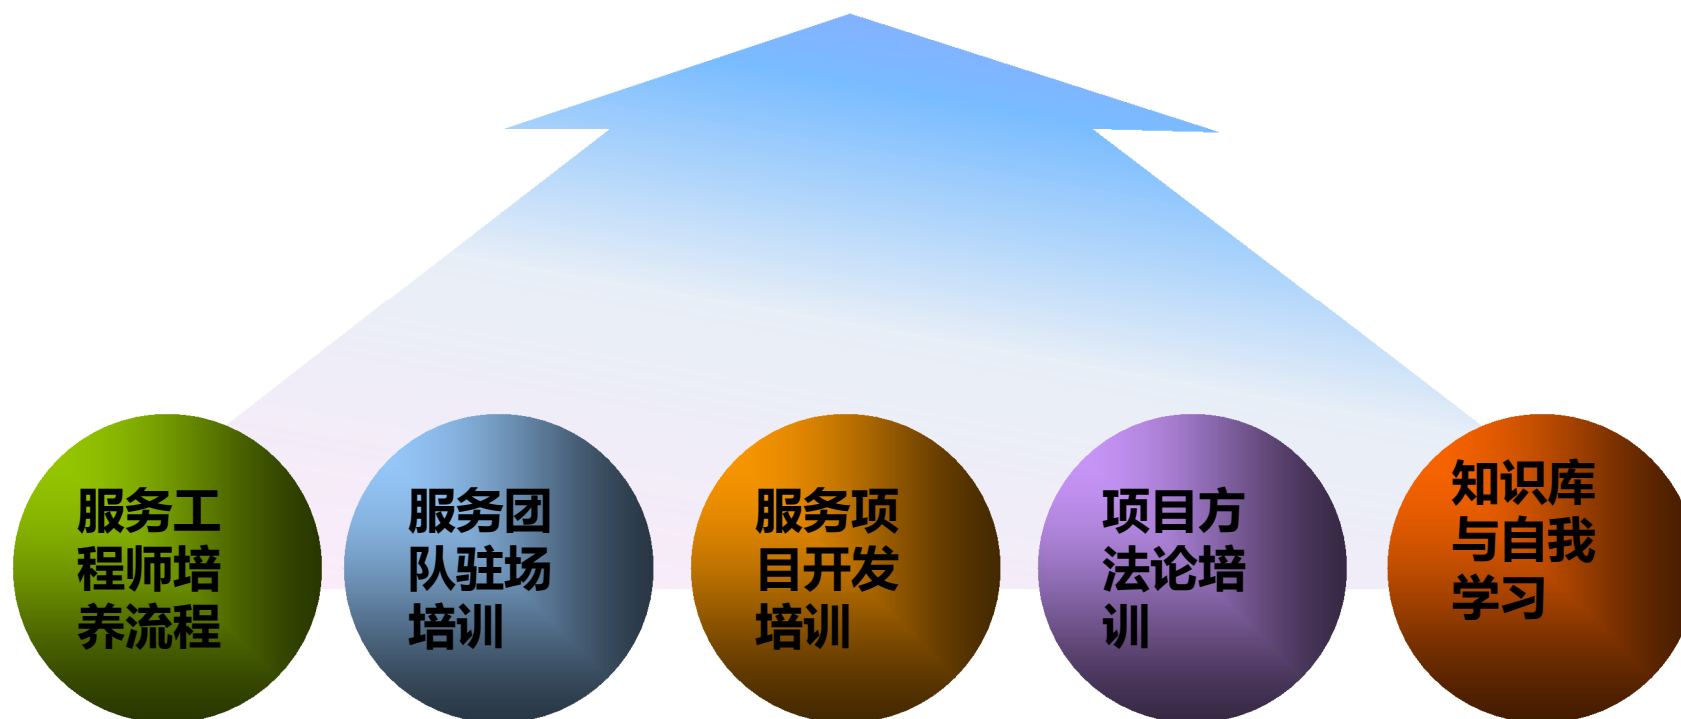 服务工
程师培
养流程
服务团
队驻场
培训
服务项
目开发
培训
项目方
法论培
训
知识库
与自我
学习